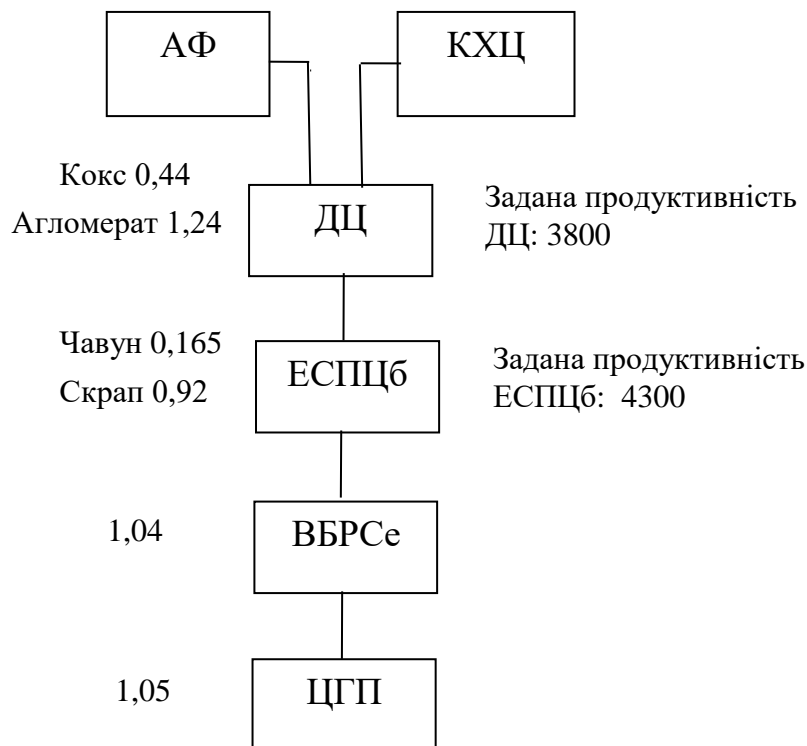 АФ
КХЦ
Кокс 0,44
Агломерат 1,24
ДЦ
Задана продуктивність
ДЦ: 3800
Чавун 0,165
Скрап 0,92
ЕСПЦб
Задана продуктивність
ЕСПЦб: 4300
1,04
ВБРСе
1,05
ЦГП